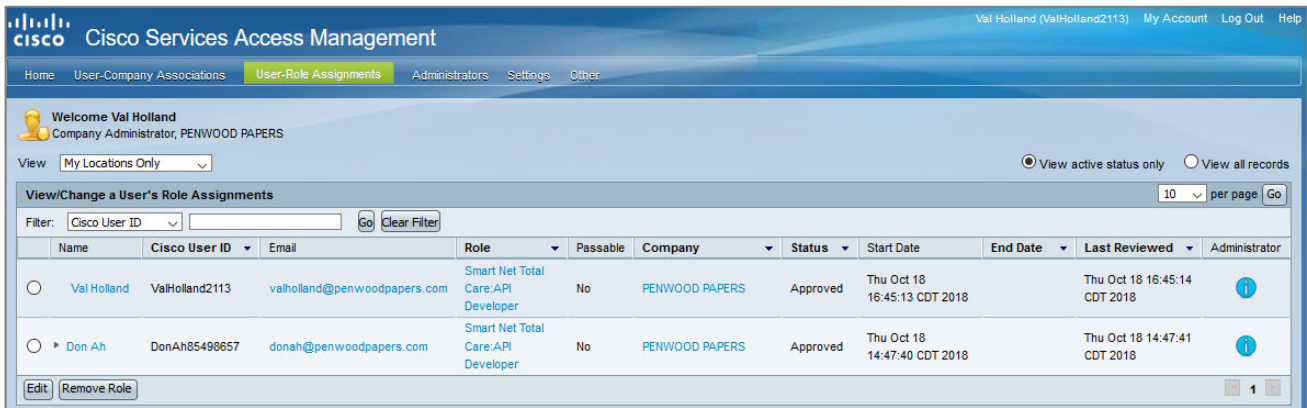 Val Holland (ValHolland2113) My Account Log Out Help
CISCO Cisco Services Access Management
Home User-Company Associations User-Role Assignments Administrators Settings Other
Welcome Val Holland
Company Administrator, PENWOOD PAPERS
View My Locations Only View active status only View all records
View/Change a User's Role Assignments 10 per page Go
Filter: Cisco User ID Go Clear Filter
Name Cisco User ID Email Role Passable Company Status Start Date End Date Last Reviewed Administrator
Val Holland ValHolland2113 valholland@penwoodpapers.com Smart Net Total Care:API Developer No PENWOOD PAPERS Approved Thu Oct 18 16:45:13 CDT 2018 Thu Oct 18 16:45:14 CDT 2018
Don Ah DonAh85498657 donah@penwoodpapers.com Smart Net Total Care:API Developer No PENWOOD PAPERS Approved Thu Oct 18 14:47:40 CDT 2018 Thu Oct 18 14:47:41 CDT 2018
Edit Remove Role 1